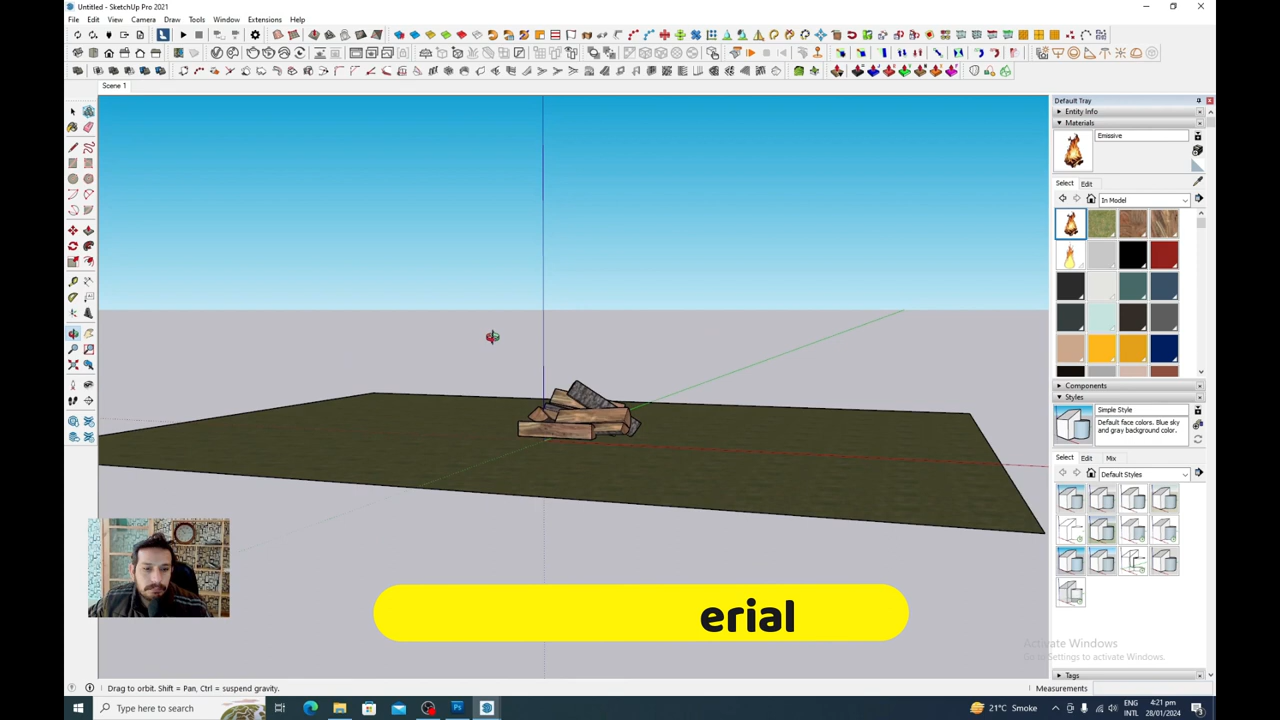 Untitled - SketchUp Pro 2021
File Edit View Camera Draw Tools Window Extensions Help
Scene 1
Default Tray
Entity Info
Materials
Emissive
Select Edit
In Model
Components
Styles
Simple Style
Default face colors. Blue sky and gray background color.
Select Edit Mix
Default Styles
erial
Activate Windows
Go to Settings to activate Windows.
Tags
Drag to orbit. Shift = Pan, Ctrl = suspend gravity.
Measurements
Type here to search
21°C Smoke
ENG
INTL
4:21 pm
28/01/2024
3